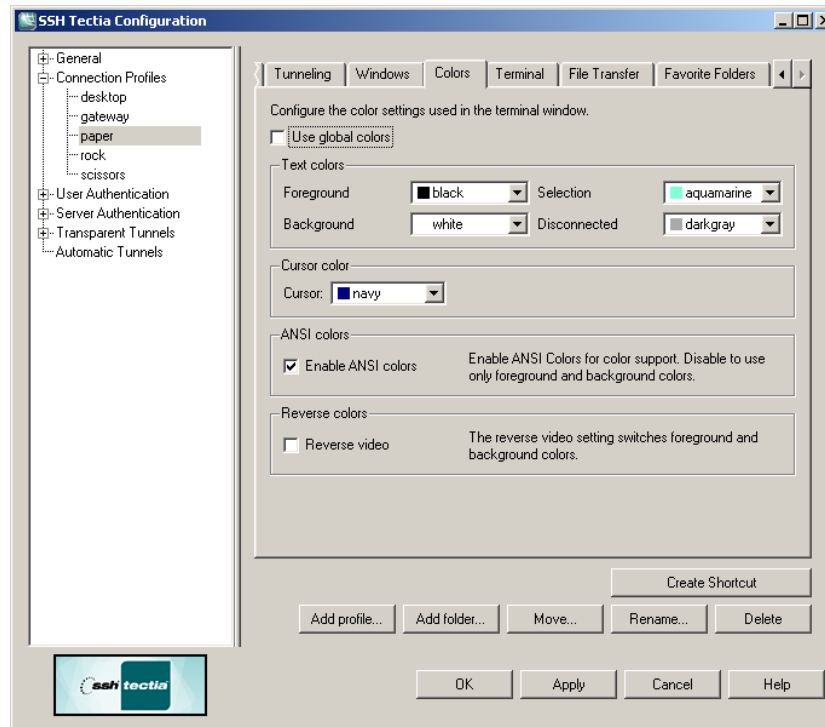 SSH Tectia Configuration
General
Connection Profiles
desktop
gateway
paper
rock
scissors
User Authentication
Server Authentication
Transparent Tunnels
Automatic Tunnels
Tunneling Windows Colors Terminal File Transfer Favorite Folders
Configure the color settings used in the terminal window.
Use global colors
Text colors
Foreground black Selection aquamarine
Background white Disconnected darkgray
Cursor color
Cursor: navy
ANSI colors
Enable ANSI colors Enable ANSI Colors for color support. Disable to use
only foreground and background colors.
Reverse colors
Reverse video The reverse video setting switches foreground and
background colors.
Create Shortcut
Add profile... Add folder... Move... Rename... Delete
ssh tectia
OK Apply Cancel Help